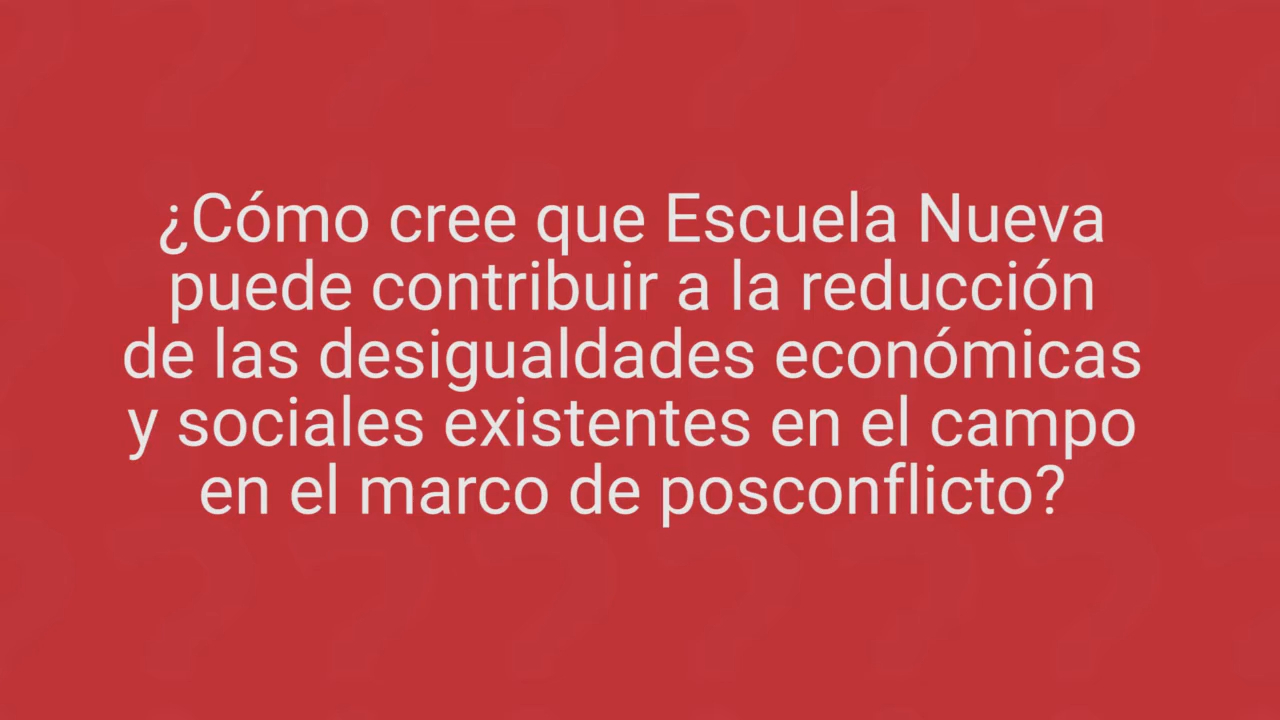 ¿Cómo cree que Escuela Nueva
puede contribuir a la reducción
de las desigualdades económicas
y sociales existentes en el campo
en el marco de posconflicto?